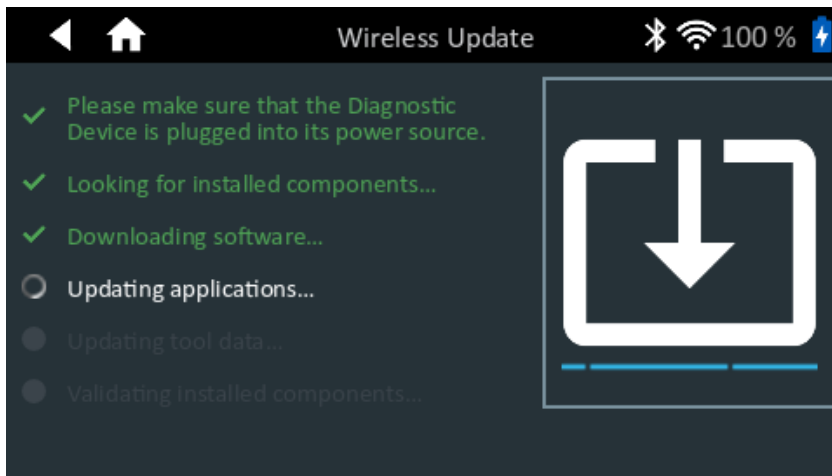 Wireless Update
100 %
Please make sure that the Diagnostic
Device is plugged into its power source.
Looking for installed components...
Downloading software...
Updating applications...
Updating tool data...
Validating installed components...